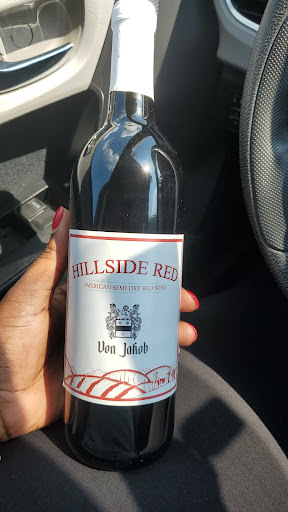 HILLSIDE RED
AMERICAN SEMI-DRY RED WINE
Von Jakob